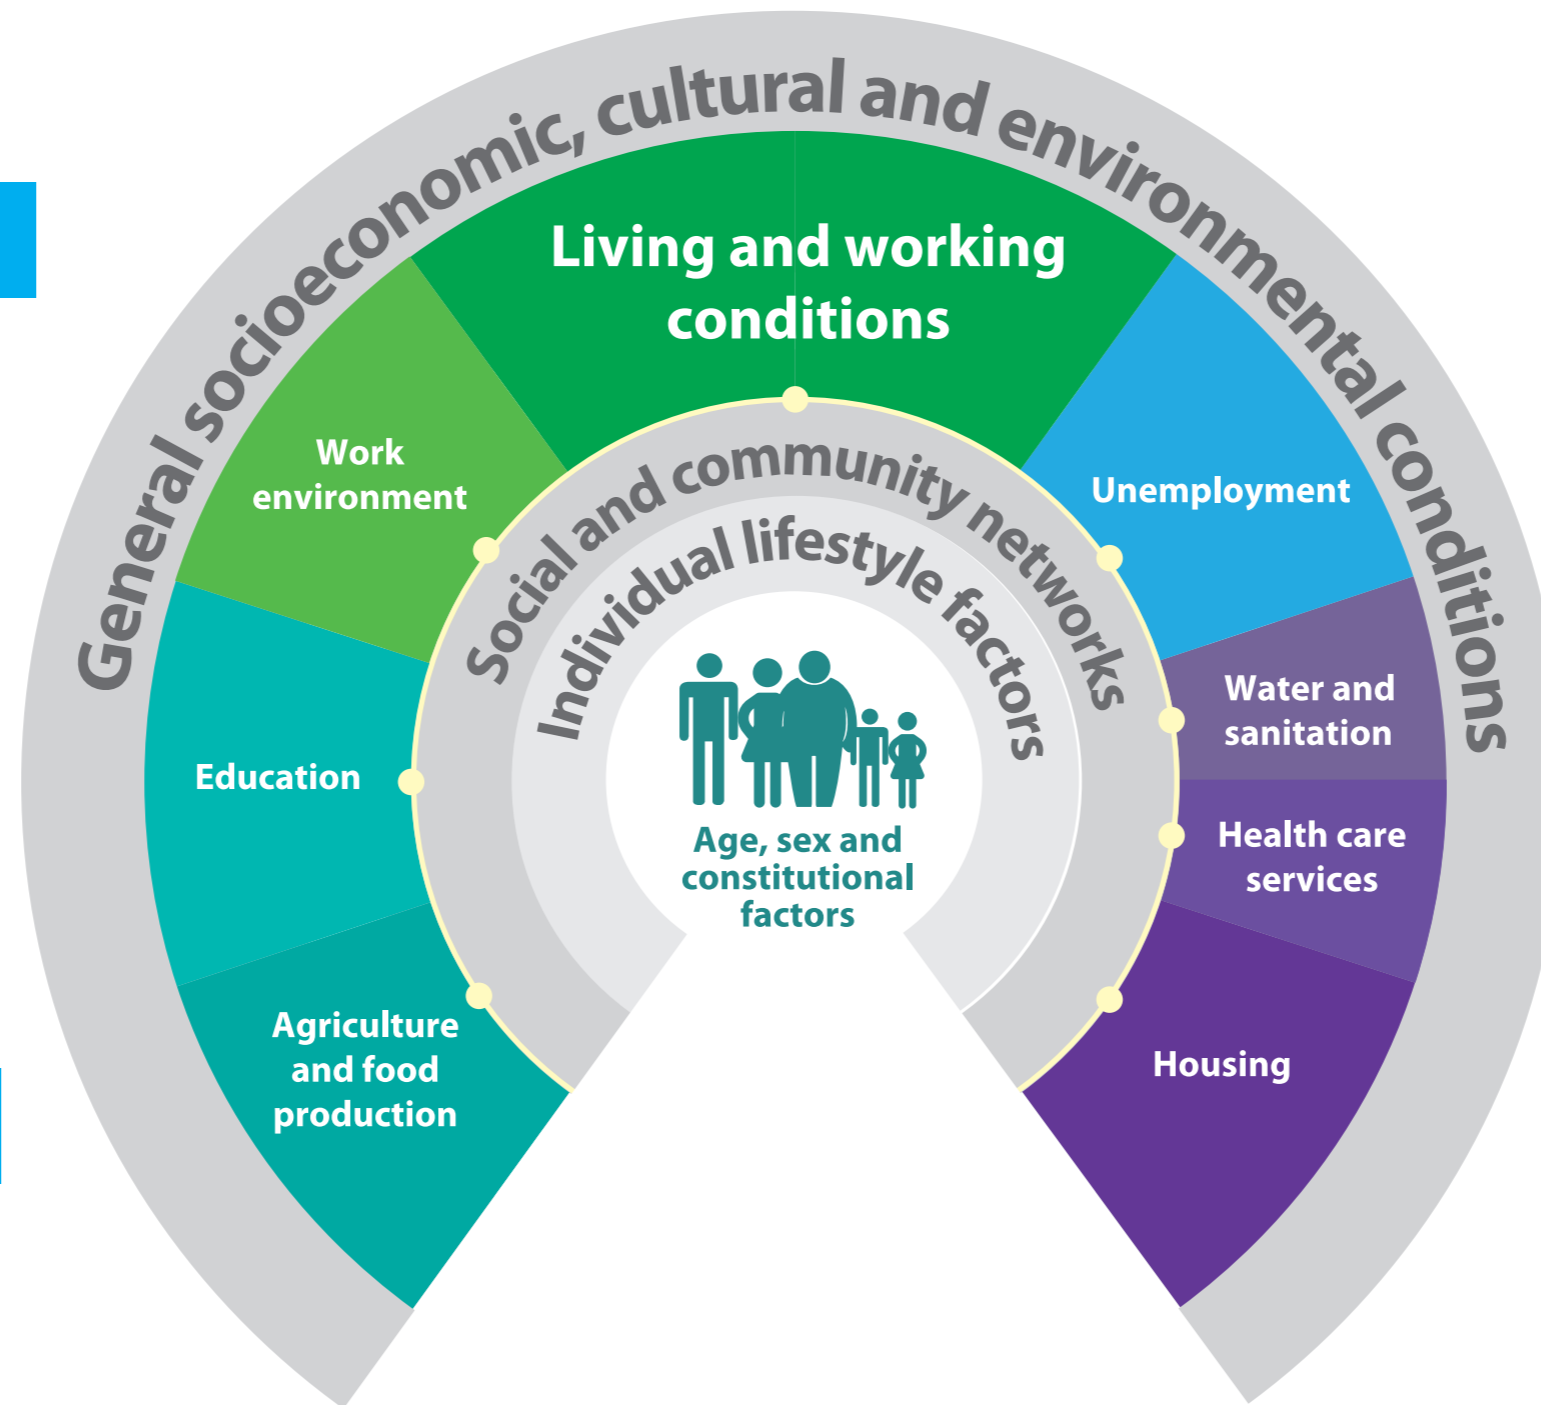 General socioeconomic, cultural and environmental conditions
Living and working
conditions
Work
environment
Unemployment
Social and community networks
Individual lifestyle factors
Water and
sanitation
Education
Health care
services
Age, sex and
constitutional
factors
Agriculture
and food
production
Housing